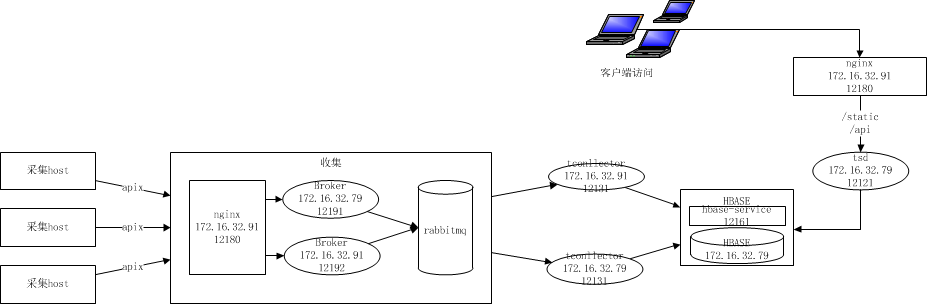 客户端访问
nginx
172.16.32.91
12180
/static
/api
tsd
172.16.32.79
12121
采集host
采集host
采集host
apix
apix
apix
收集
nginx
172.16.32.91
12180
Broker
172.16.32.79
12191
Broker
172.16.32.91
12192
rabbitmq
tconllector
172.16.32.91
12131
tconllector
172.16.32.79
12131
HBASE
hbase-service
12161
HBASE
172.16.32.79